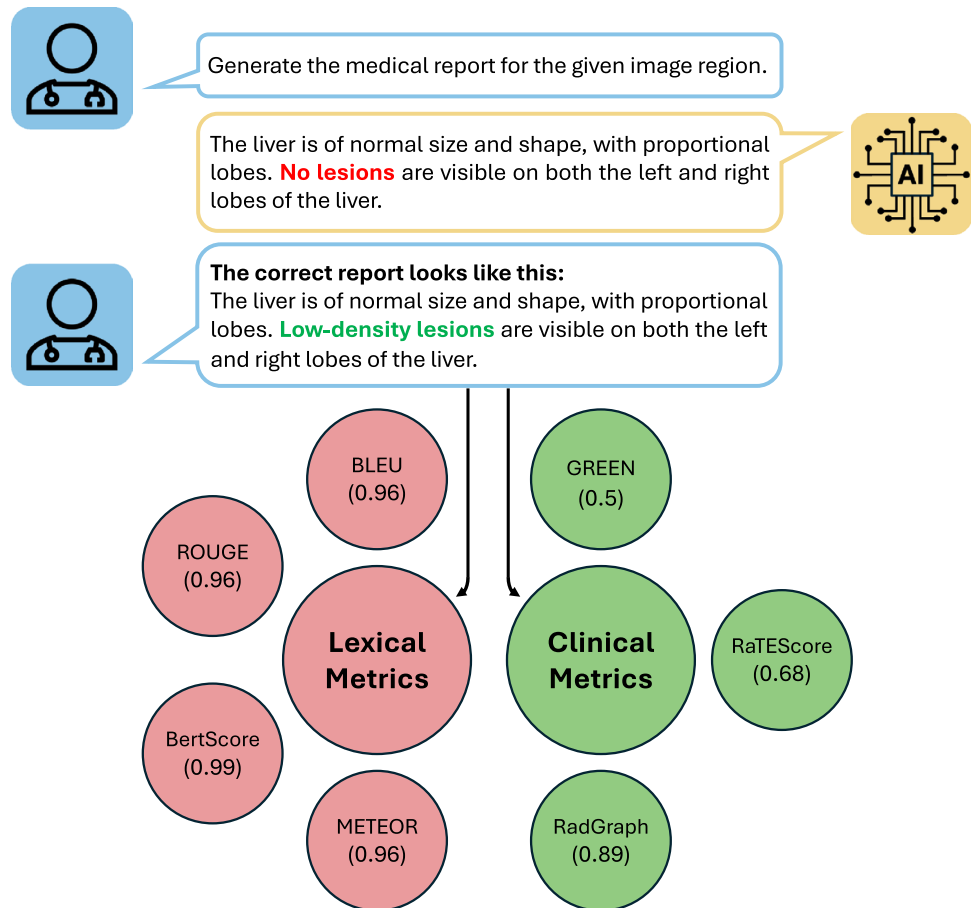 Generate the medical report for the given image region.
The liver is of normal size and shape, with proportional
lobes. No lesions are visible on both the left and right
lobes of the liver.
AI
The correct report looks like this:
The liver is of normal size and shape, with proportional
lobes. Low-density lesions are visible on both the left
and right lobes of the liver.
BLEU
(0.96)
GREEN
(0.5)
ROUGE
(0.96)
Lexical
Metrics
Clinical
Metrics
RaTEScore
(0.68)
BertScore
(0.99)
METEOR
(0.96)
RadGraph
(0.89)